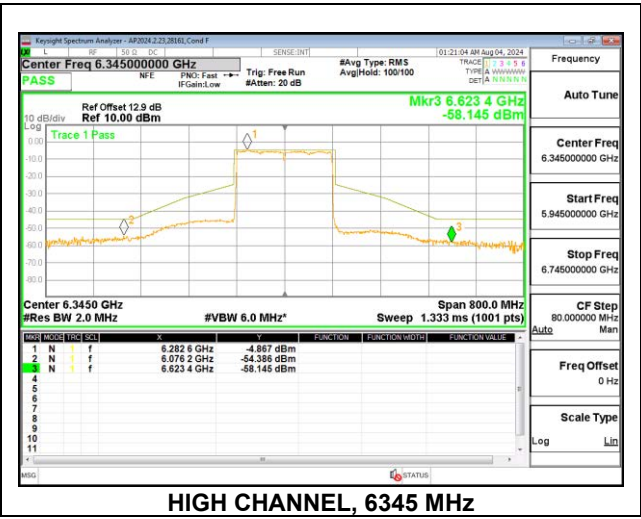 Keysight Spectrum Analyzer - AP2024.2.23,28161,Cond F
L RF 50 Ω DC SENSE:INT 01:21:04 AM Aug 04, 2024
Center Freq 6.345000000 GHz
#Avg Type: RMS
TRACE 1 2 3 4 5 6
PASS
NFE PNO: Fast Trig: Free Run Avg|Hold: 100/100
TYPE A WWWWW
IFGain:Low #Atten: 20 dB
DET A N N N N N
Mkr3 6.623 4 GHz
-58.145 dBm
Ref Offset 12.9 dB
10 dB/div Ref 10.00 dBm
Log
Trace 1 Pass
0.00
-10.0
-20.0
-30.0
-40.0
-50.0
-60.0
-70.0
-80.0
1
2
3
Center 6.3450 GHz Span 800.0 MHz
#Res BW 2.0 MHz #VBW 6.0 MHz* Sweep 1.333 ms (1001 pts)
MKR MODE TRC SCL X Y FUNCTION FUNCTION WIDTH FUNCTION VALUE
1 N 1 f 6.282 6 GHz -4.867 dBm
2 N 1 f 6.076 2 GHz -54.386 dBm
3 N 1 f 6.623 4 GHz -58.145 dBm
4
5
6
7
8
9
10
11
MSG STATUS
Frequency
Auto Tune
Center Freq
6.345000000 GHz
Start Freq
5.945000000 GHz
Stop Freq
6.745000000 GHz
CF Step
80.000000 MHz
Auto Man
Freq Offset
0 Hz
Scale Type
Log Lin
HIGH CHANNEL, 6345 MHz